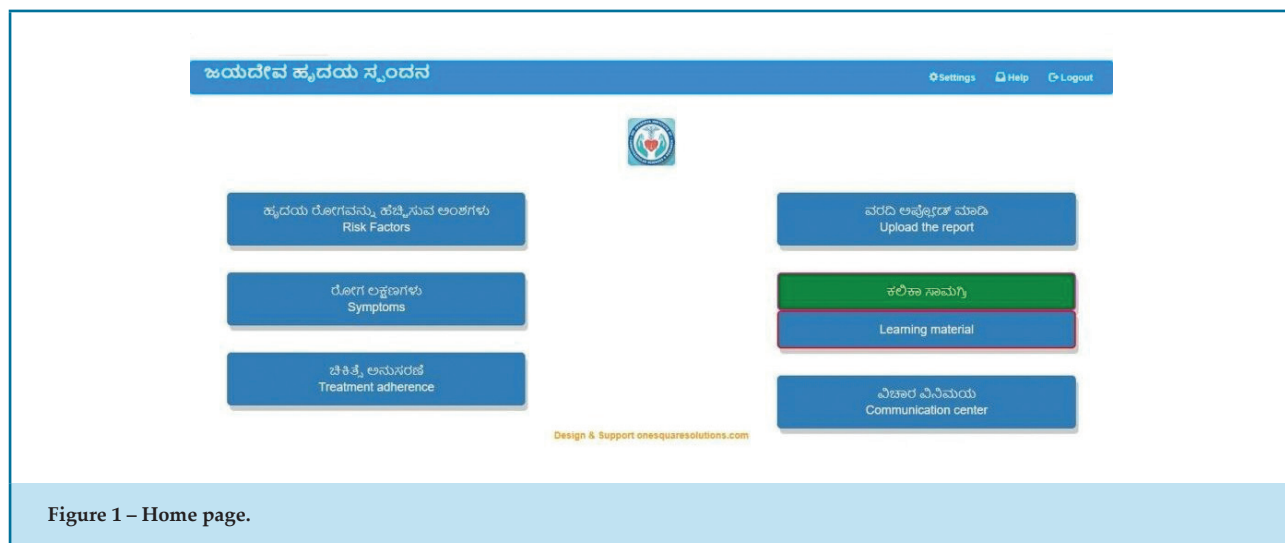 ಜಯದೇವ ಹೃದಯ ಸ್ಪಂದನ
Settings Help Logout
ಹೃದಯ ರೋಗವನ್ನು ಹೆಚ್ಚಿಸುವ ಅಂಶಗಳು
Risk Factors
ರೋಗ ಲಕ್ಷಣಗಳು
Symptoms
ಚಿಕಿತ್ಸೆ ಅನುಸರಣೆ
Treatment adherence
ವರದಿ ಅಪ್ಲೋಡ್ ಮಾಡಿ
Upload the report
ಕಲಿಕಾ ಸಾಮಗ್ರಿ
Learning material
ವಿಚಾರ ವಿನಿಮಯ
Communication center
Design & Support onesquaresolutions.com
Figure 1 – Home page.